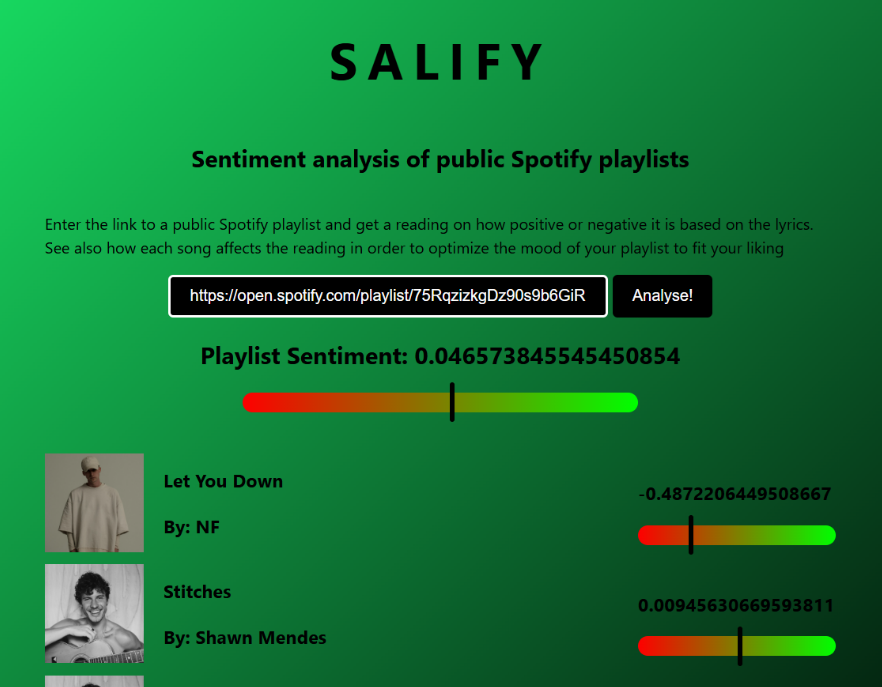 SALIFY
Sentiment analysis of public Spotify playlists
Enter the link to a public Spotify playlist and get a reading on how positive or negative it is based on the lyrics.
See also how each song affects the reading in order to optimize the mood of your playlist to fit your liking
https://open.spotify.com/playlist/75RqzizkgDz90s9b6GiR
Analyse!
Playlist Sentiment: 0.046573845545450854
Let You Down
By: NF
-0.4872206449508667
Stitches
By: Shawn Mendes
0.00945630669593811